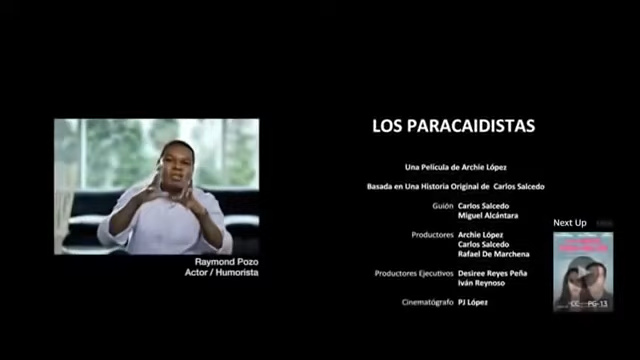 Raymond Pozo
Actor / Humorista
LOS PARACAIDISTAS
Una Película de Archie López
Basada en Una Historia Original de Carlos Salcedo
Guión Carlos Salcedo
Miguel Alcántara
Productores Archie López
Carlos Salcedo
Rafael De Marchena
Productores Ejecutivos Desiree Reyes Peña
Iván Reynoso
Cinematógrafo PJ López
Next Up
CC PG-13